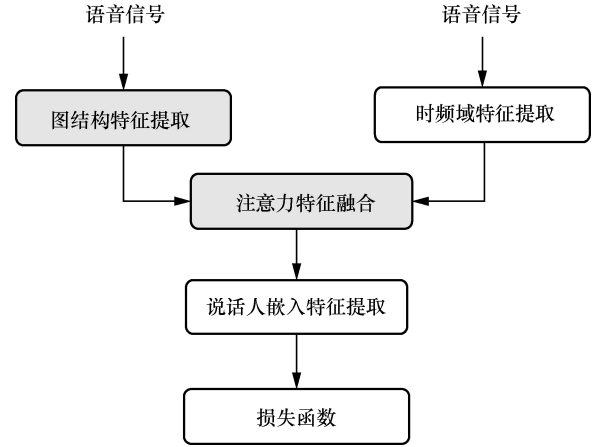 语音信号
语音信号
图结构特征提取
时频域特征提取
注意力特征融合
说话人嵌入特征提取
损失函数